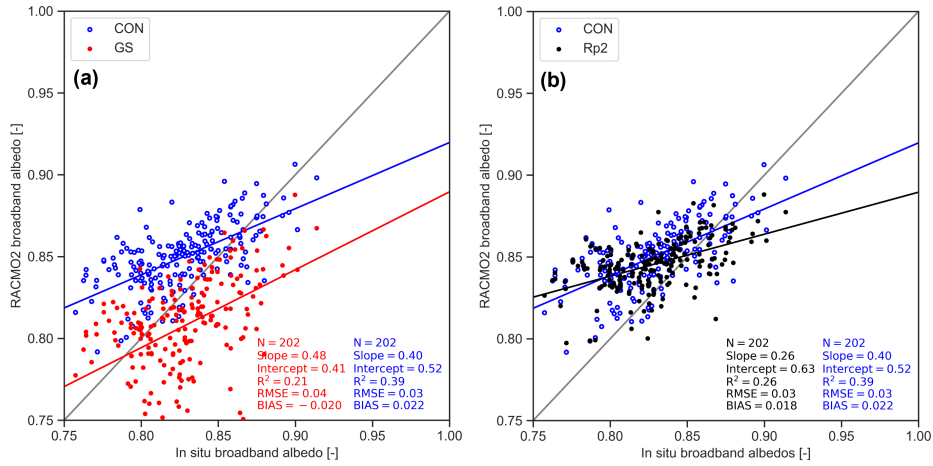 CON
GS
(a)
RACMO2 broadband albedo [-]
1.00
0.95
0.90
0.85
0.80
0.75
N = 202
Slope = 0.48
Intercept = 0.41
R² = 0.21
RMSE = 0.04
BIAS = −0.020
N = 202
Slope = 0.40
Intercept = 0.52
R² = 0.39
RMSE = 0.03
BIAS = 0.022
0.75 0.80 0.85 0.90 0.95 1.00
In situ broadband albedo [-]
CON
Rp2
(b)
RACMO2 broadband albedo [-]
1.00
0.95
0.90
0.85
0.80
0.75
N = 202
Slope = 0.26
Intercept = 0.63
R² = 0.26
RMSE = 0.03
BIAS = 0.018
N = 202
Slope = 0.40
Intercept = 0.52
R² = 0.39
RMSE = 0.03
BIAS = 0.022
0.75 0.80 0.85 0.90 0.95 1.00
In situ broadband albedos [-]